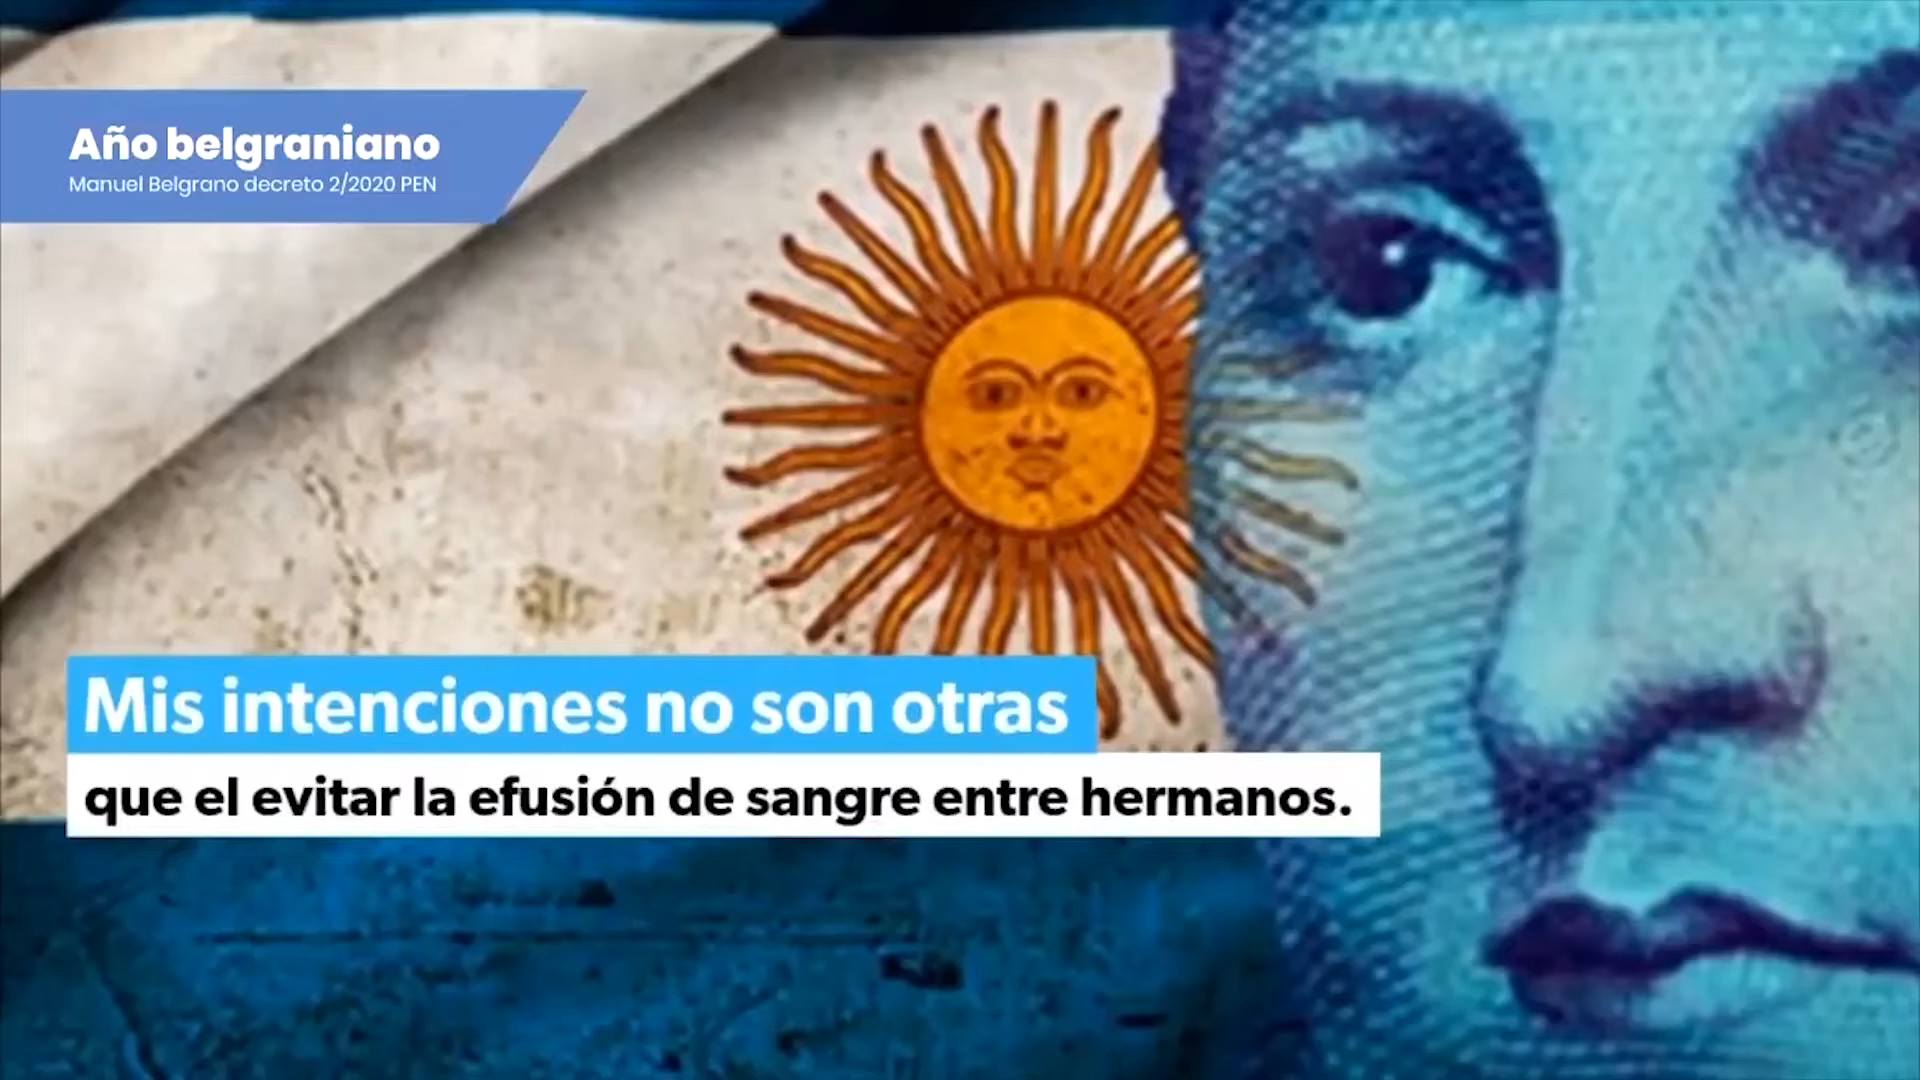 Año belgraniano
Manuel Belgrano decreto 2/2020 PEN
Mis intenciones no son otras
que el evitar la efusión de sangre entre hermanos.